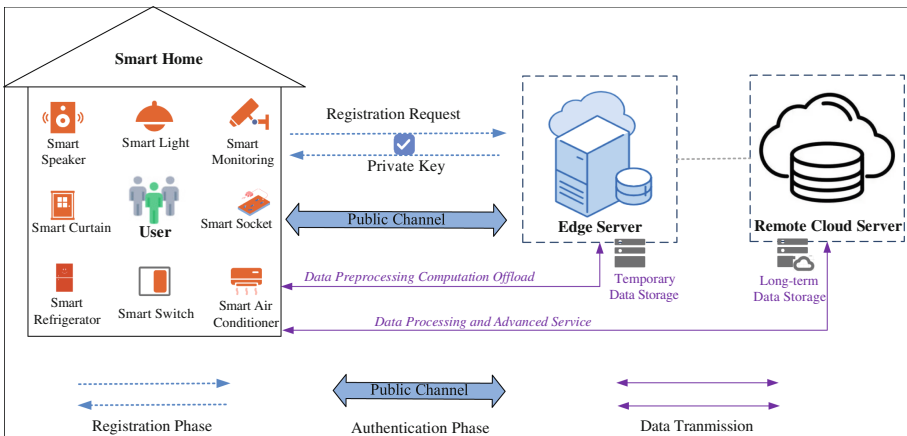 Smart Home
Smart
Speaker
Smart Light
Smart
Monitoring
Smart Curtain
User
Smart Socket
Smart
Refrigerator
Smart Switch
Smart Air
Conditioner
Registration Request
Private Key
Public Channel
Edge Server
Remote Cloud Server
Data Preprocessing Computation Offload
Temporary
Data Storage
Long-term
Data Storage
Data Processing and Advanced Service
Public Channel
Registration Phase
Authentication Phase
Data Tranmission